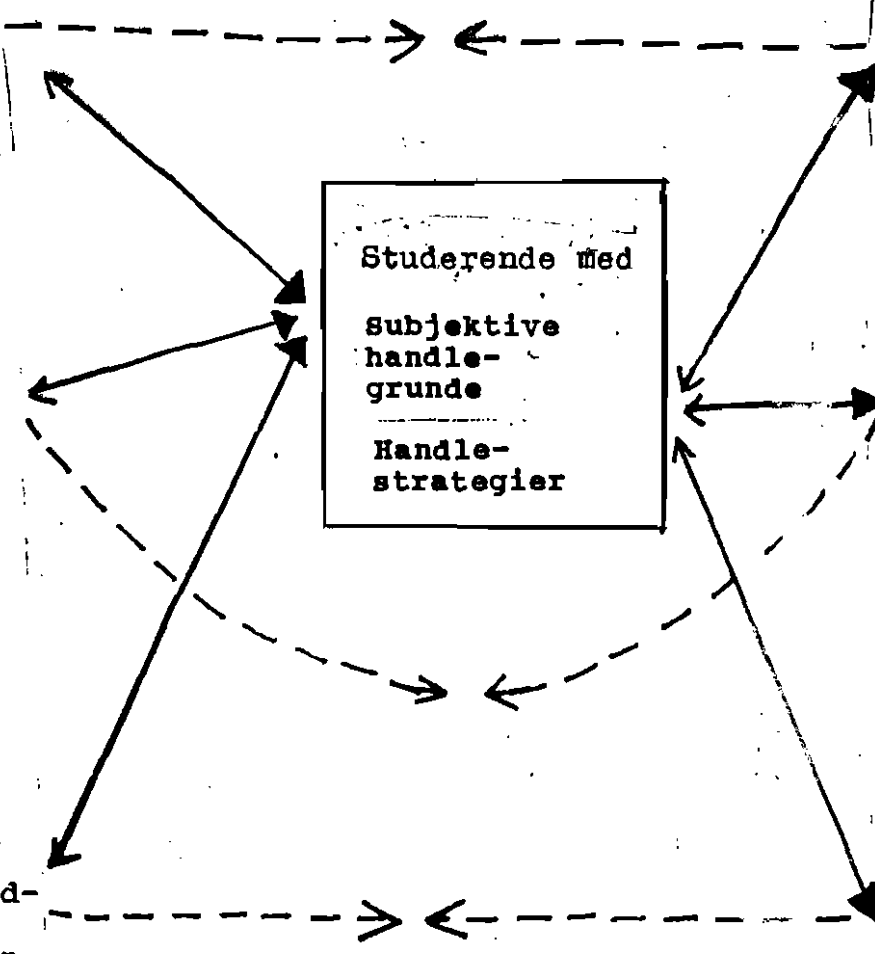 Studerende med
Subjektive
handle-
grunde
Handle-
strategier
d-